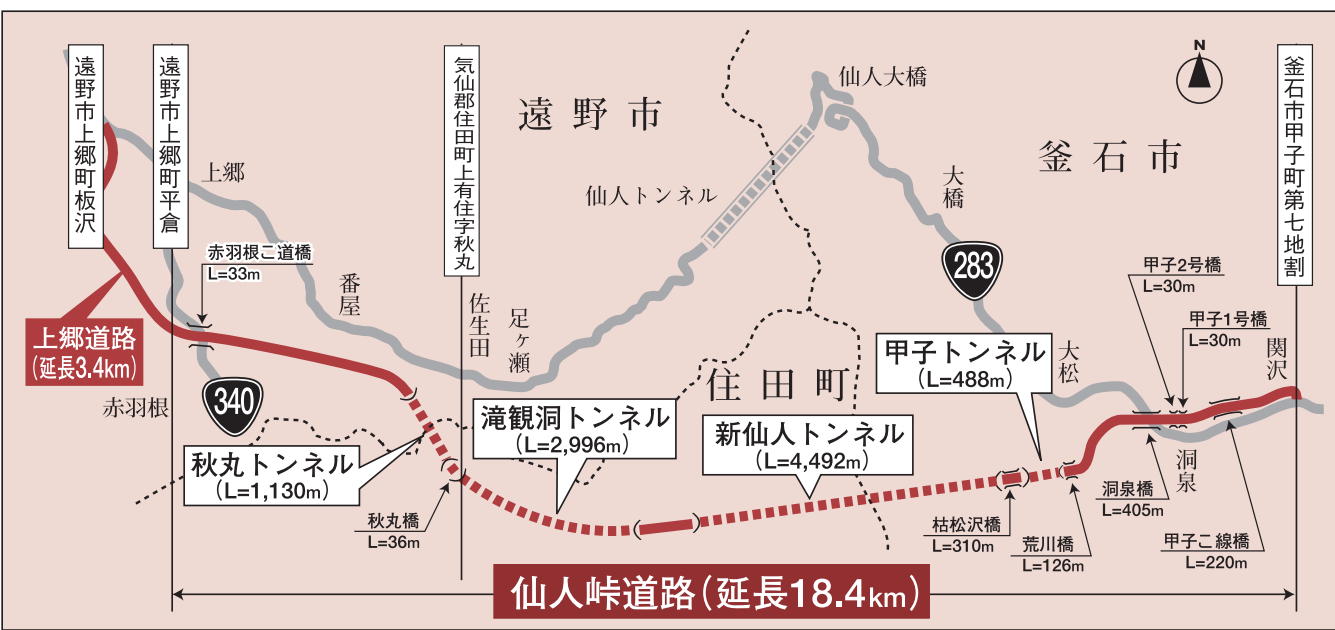 遠野市上郷町板沢
遠野市上郷町平倉
気仙郡住田町上有住字秋丸
釜石市甲子町第七地割
N
遠野市
釜石市
住田町
仙人大橋
仙人トンネル
大橋
上郷
赤羽根こ道橋
L=33m
番屋
佐生田
足ヶ瀬
283
甲子2号橋
L=30m
甲子1号橋
L=30m
関沢
大松
上郷道路
(延長3.4km)
赤羽根
340
甲子トンネル
(L=488m)
滝観洞トンネル
(L=2,996m)
新仙人トンネル
(L=4,492m)
秋丸トンネル
(L=1,130m)
秋丸橋
L=36m
枯松沢橋
L=310m
荒川橋
L=126m
洞泉橋
L=405m
洞泉
甲子こ線橋
L=220m
仙人峠道路(延長18.4km)